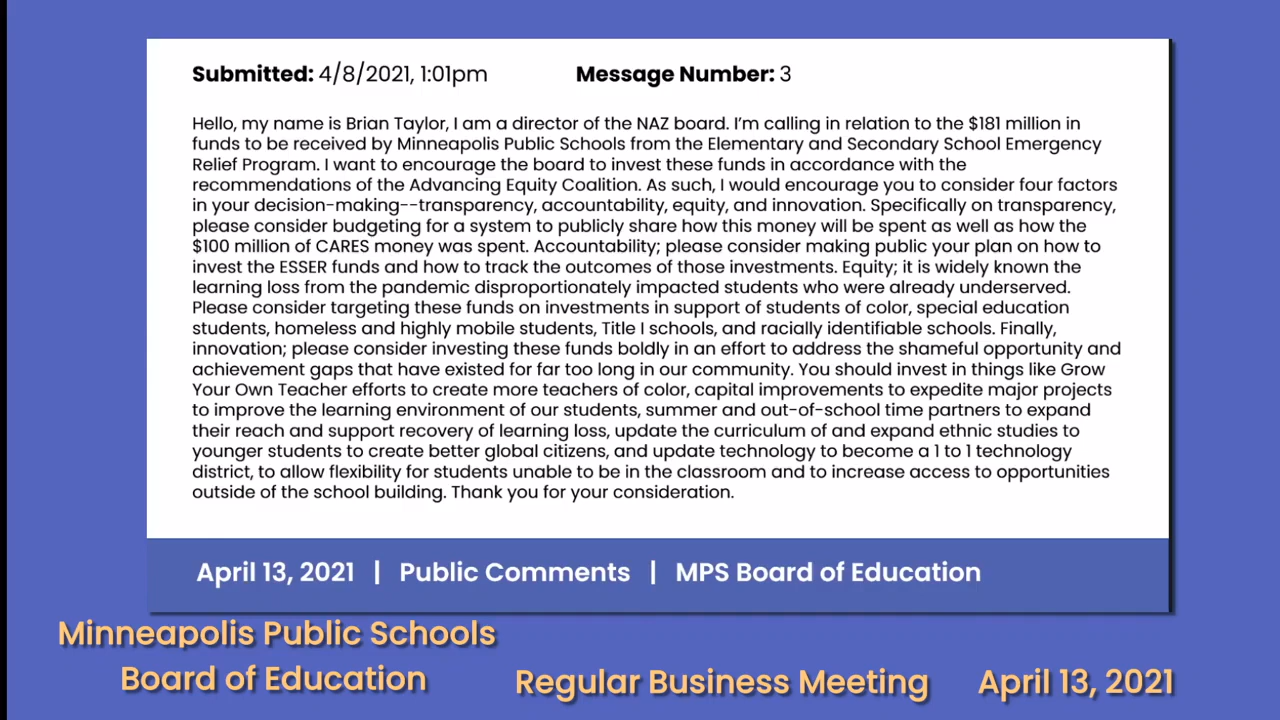 Submitted: 4/8/2021, 1:01pm Message Number: 3
Hello, my name is Brian Taylor, I am a director of the NAZ board. I'm calling in relation to the $181 million in
funds to be received by Minneapolis Public Schools from the Elementary and Secondary School Emergency
Relief Program. I want to encourage the board to invest these funds in accordance with the
recommendations of the Advancing Equity Coalition. As such, I would encourage you to consider four factors
in your decision-making--transparency, accountability, equity, and innovation. Specifically on transparency,
please consider budgeting for a system to publicly share how this money will be spent as well as how the
$100 million of CARES money was spent. Accountability; please consider making public your plan on how to
invest the ESSER funds and how to track the outcomes of those investments. Equity; it is widely known the
learning loss from the pandemic disproportionately impacted students who were already underserved.
Please consider targeting these funds on investments in support of students of color, special education
students, homeless and highly mobile students, Title I schools, and racially identifiable schools. Finally,
innovation; please consider investing these funds boldly in an effort to address the shameful opportunity and
achievement gaps that have existed for far too long in our community. You should invest in things like Grow
Your Own Teacher efforts to create more teachers of color, capital improvements to expedite major projects
to improve the learning environment of our students, summer and out-of-school time partners to expand
their reach and support recovery of learning loss, update the curriculum of and expand ethnic studies to
younger students to create better global citizens, and update technology to become a 1 to 1 technology
district, to allow flexibility for students unable to be in the classroom and to increase access to opportunities
outside of the school building. Thank you for your consideration.
April 13, 2021 | Public Comments | MPS Board of Education
Minneapolis Public Schools
Board of Education
Regular Business Meeting April 13, 2021